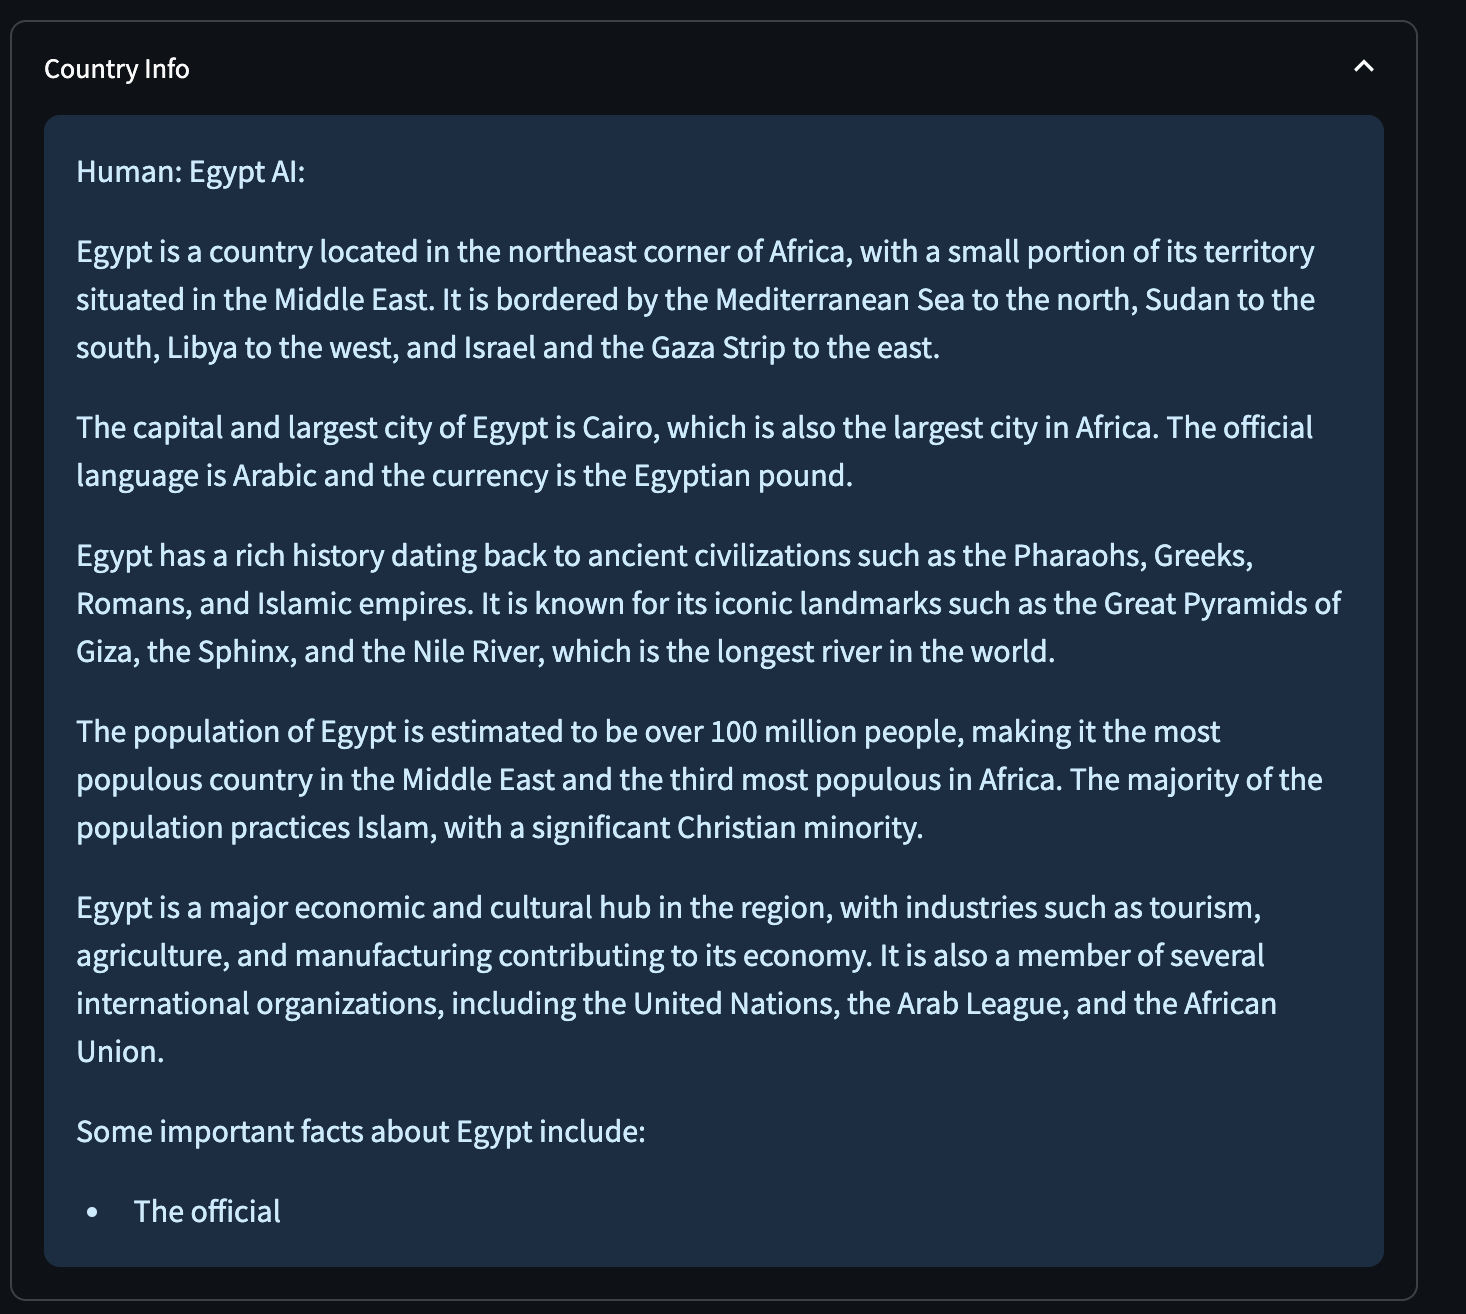 Country Info
Human: Egypt AI:
Egypt is a country located in the northeast corner of Africa, with a small portion of its territory
situated in the Middle East. It is bordered by the Mediterranean Sea to the north, Sudan to the
south, Libya to the west, and Israel and the Gaza Strip to the east.
The capital and largest city of Egypt is Cairo, which is also the largest city in Africa. The official
language is Arabic and the currency is the Egyptian pound.
Egypt has a rich history dating back to ancient civilizations such as the Pharaohs, Greeks,
Romans, and Islamic empires. It is known for its iconic landmarks such as the Great Pyramids of
Giza, the Sphinx, and the Nile River, which is the longest river in the world.
The population of Egypt is estimated to be over 100 million people, making it the most
populous country in the Middle East and the third most populous in Africa. The majority of the
population practices Islam, with a significant Christian minority.
Egypt is a major economic and cultural hub in the region, with industries such as tourism,
agriculture, and manufacturing contributing to its economy. It is also a member of several
international organizations, including the United Nations, the Arab League, and the African
Union.
Some important facts about Egypt include:
• The official